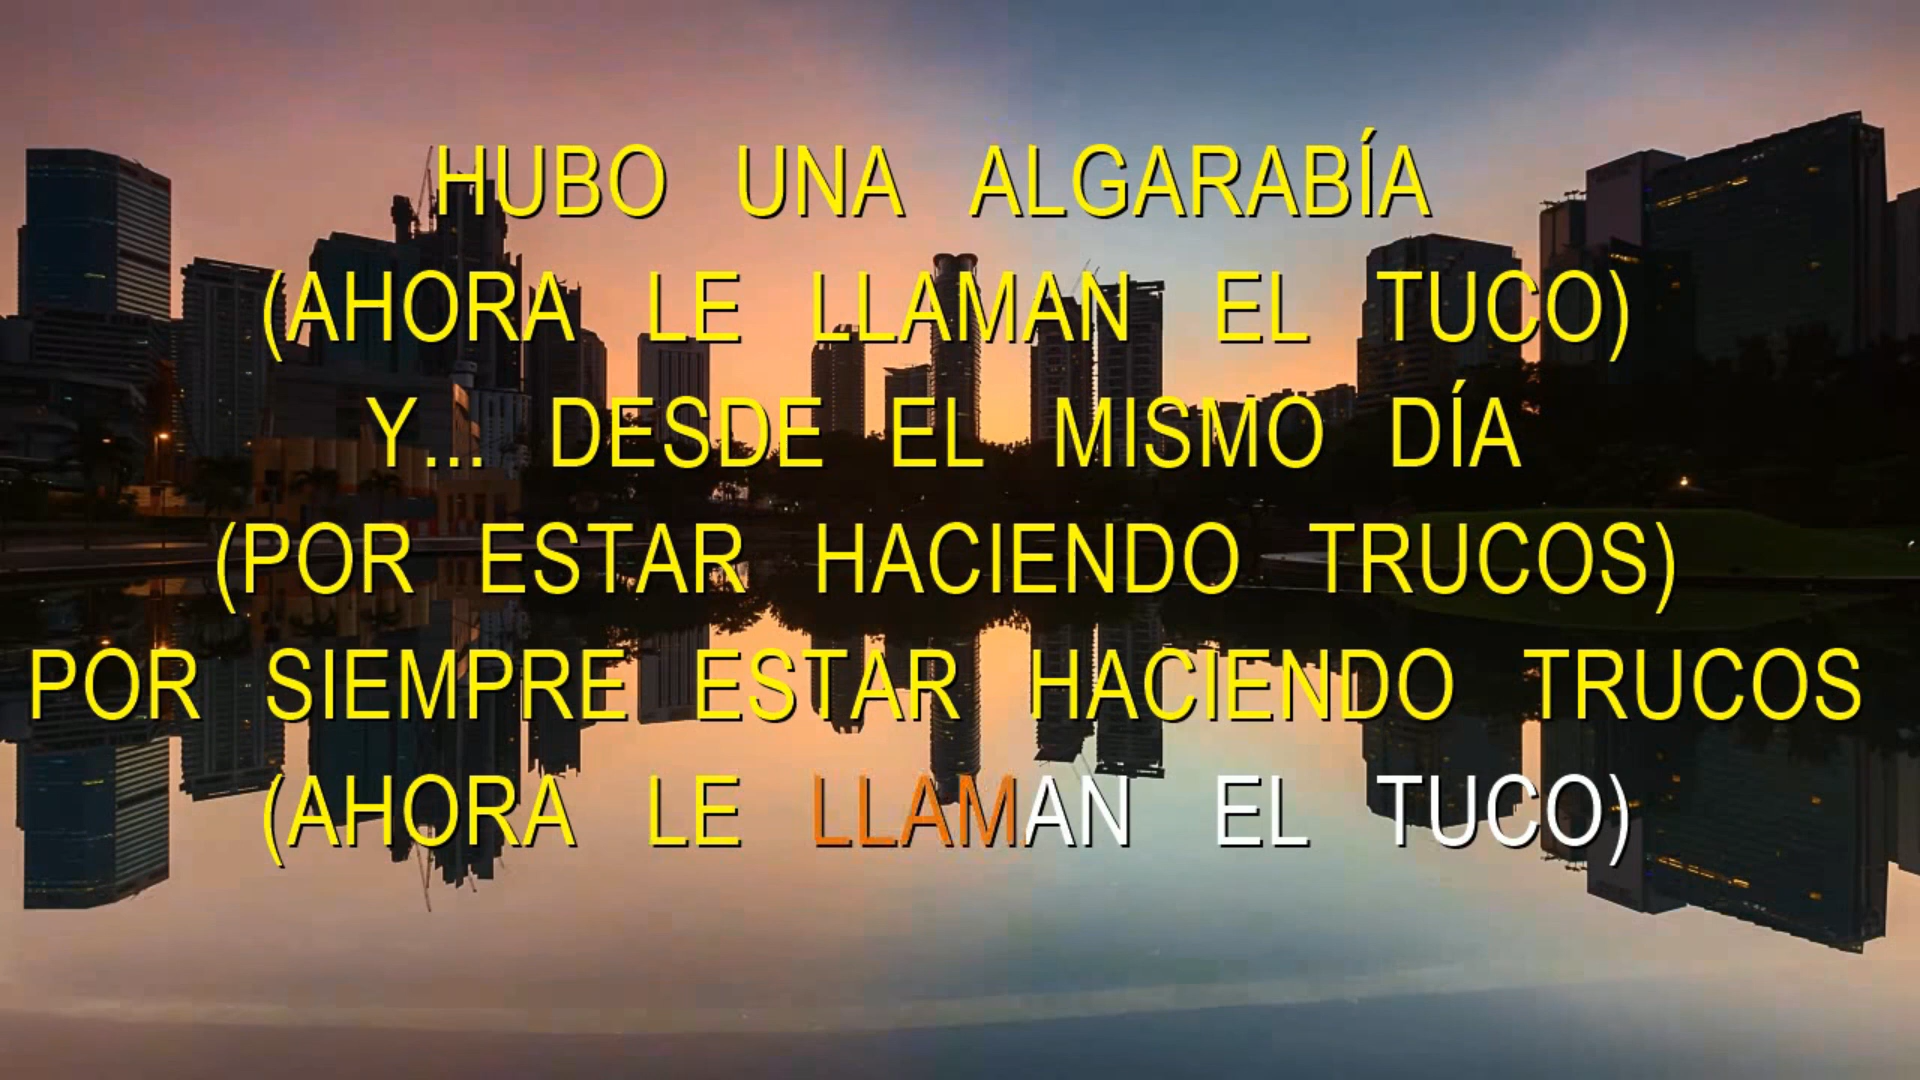 HUBO UNA ALGARABÍA
(AHORA LE LLAMAN EL TUCO)
Y... DESDE EL MISMO DÍA
(POR ESTAR HACIENDO TRUCOS)
POR SIEMPRE ESTAR HACIENDO TRUCOS
(AHORA LE LLAMAN EL TUCO)